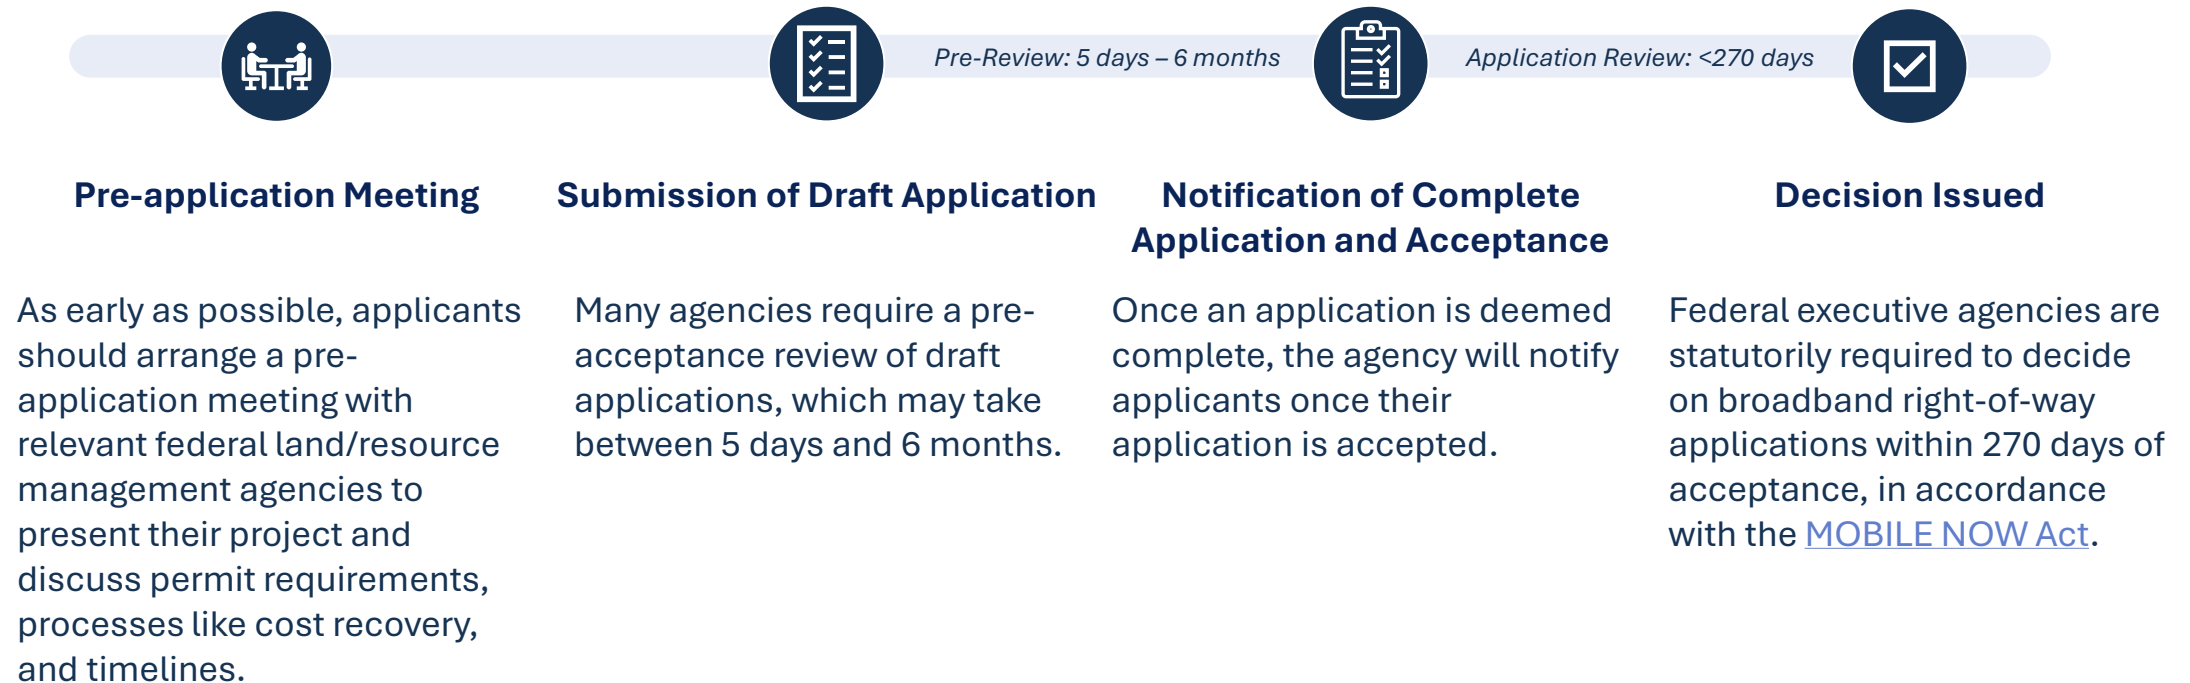 Pre-Review: 5 days – 6 months
Application Review: <270 days
Pre-application Meeting
As early as possible, applicants
should arrange a pre-
application meeting with
relevant federal land/resource
management agencies to
present their project and
discuss permit requirements,
processes like cost recovery,
and timelines.
Submission of Draft Application
Many agencies require a pre-
acceptance review of draft
applications, which may take
between 5 days and 6 months.
Notification of Complete
Application and Acceptance
Once an application is deemed
complete, the agency will notify
applicants once their
application is accepted.
Decision Issued
Federal executive agencies are
statutorily required to decide
on broadband right-of-way
applications within 270 days of
acceptance, in accordance
with the MOBILE NOW Act.